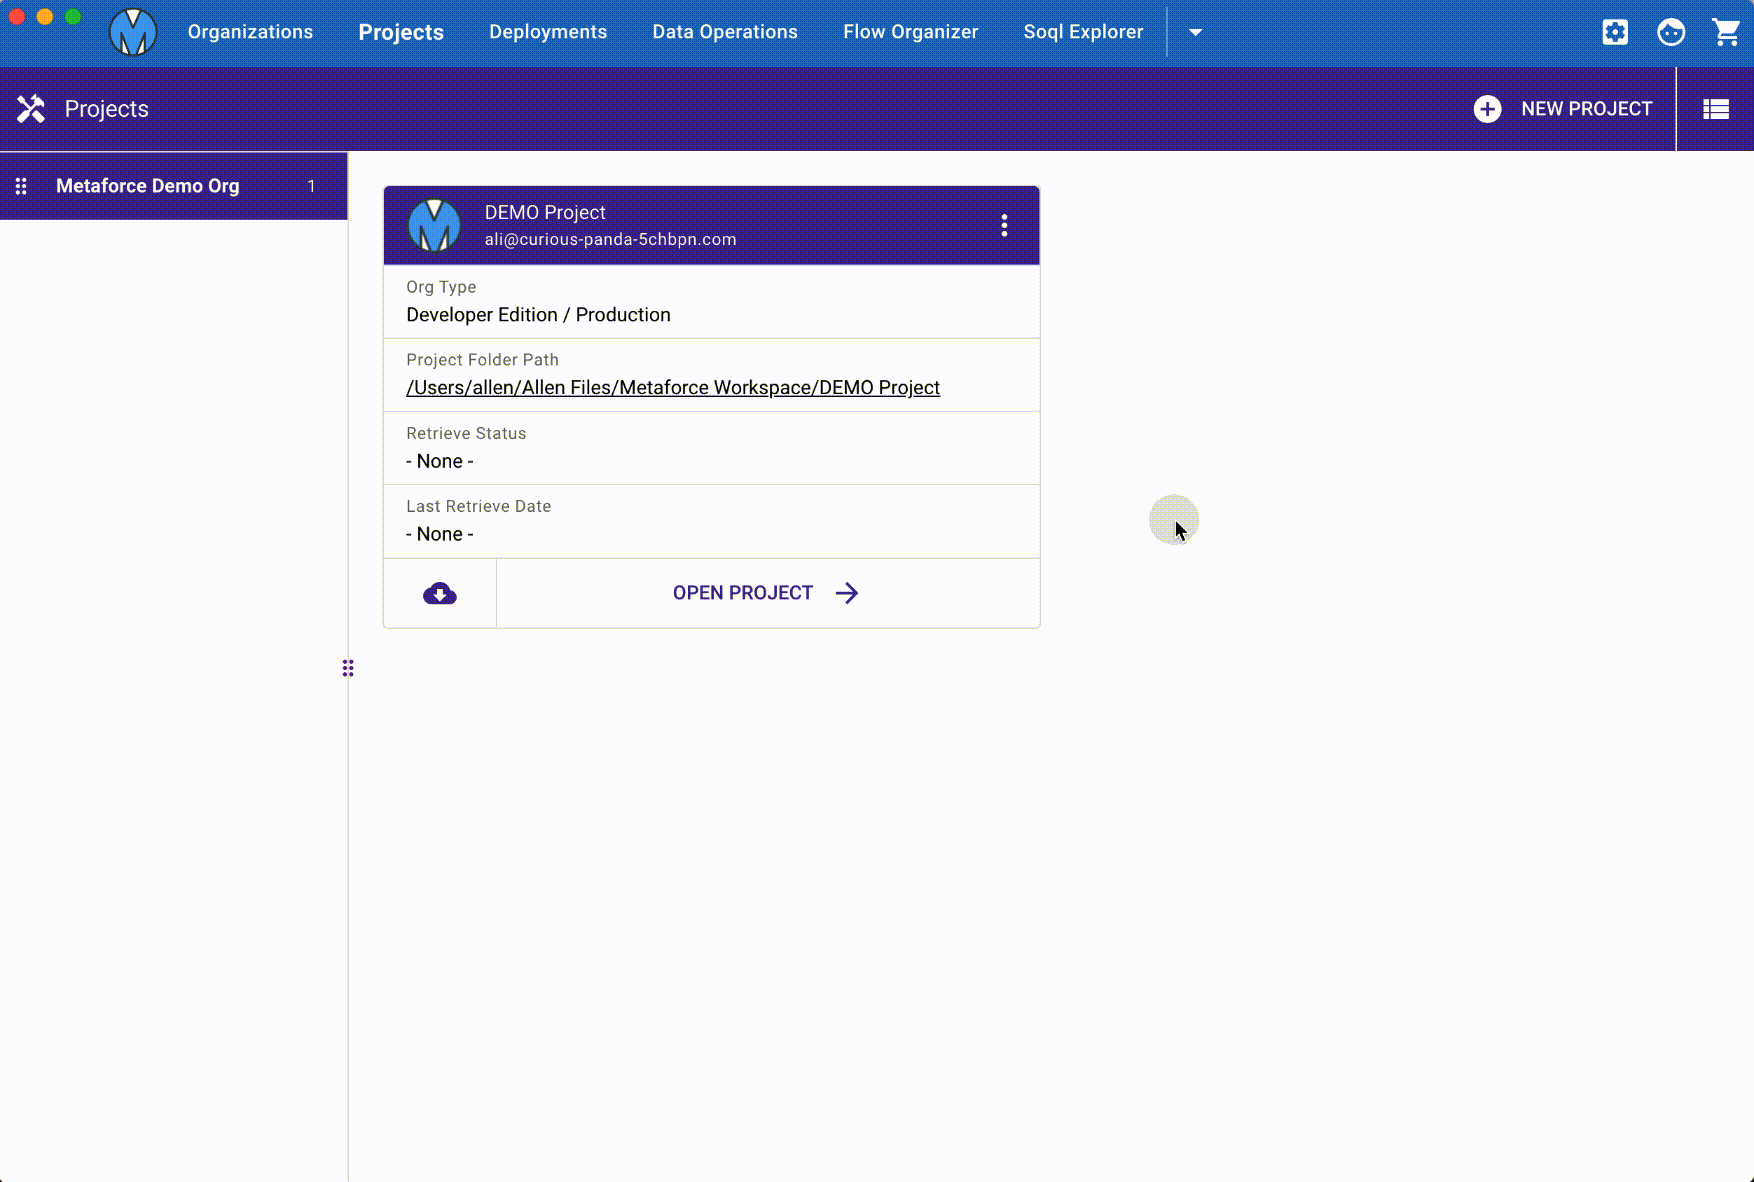 Organizations
Projects
Deployments
Data Operations
Flow Organizer
Soql Explorer
Projects
NEW PROJECT
Metaforce Demo Org
1
DEMO Project
ali@curious-panda-5chbpn.com
Org Type
Developer Edition / Production
Project Folder Path
/Users/allen/Allen Files/Metaforce Workspace/DEMO Project
Retrieve Status
- None -
Last Retrieve Date
- None -
OPEN PROJECT